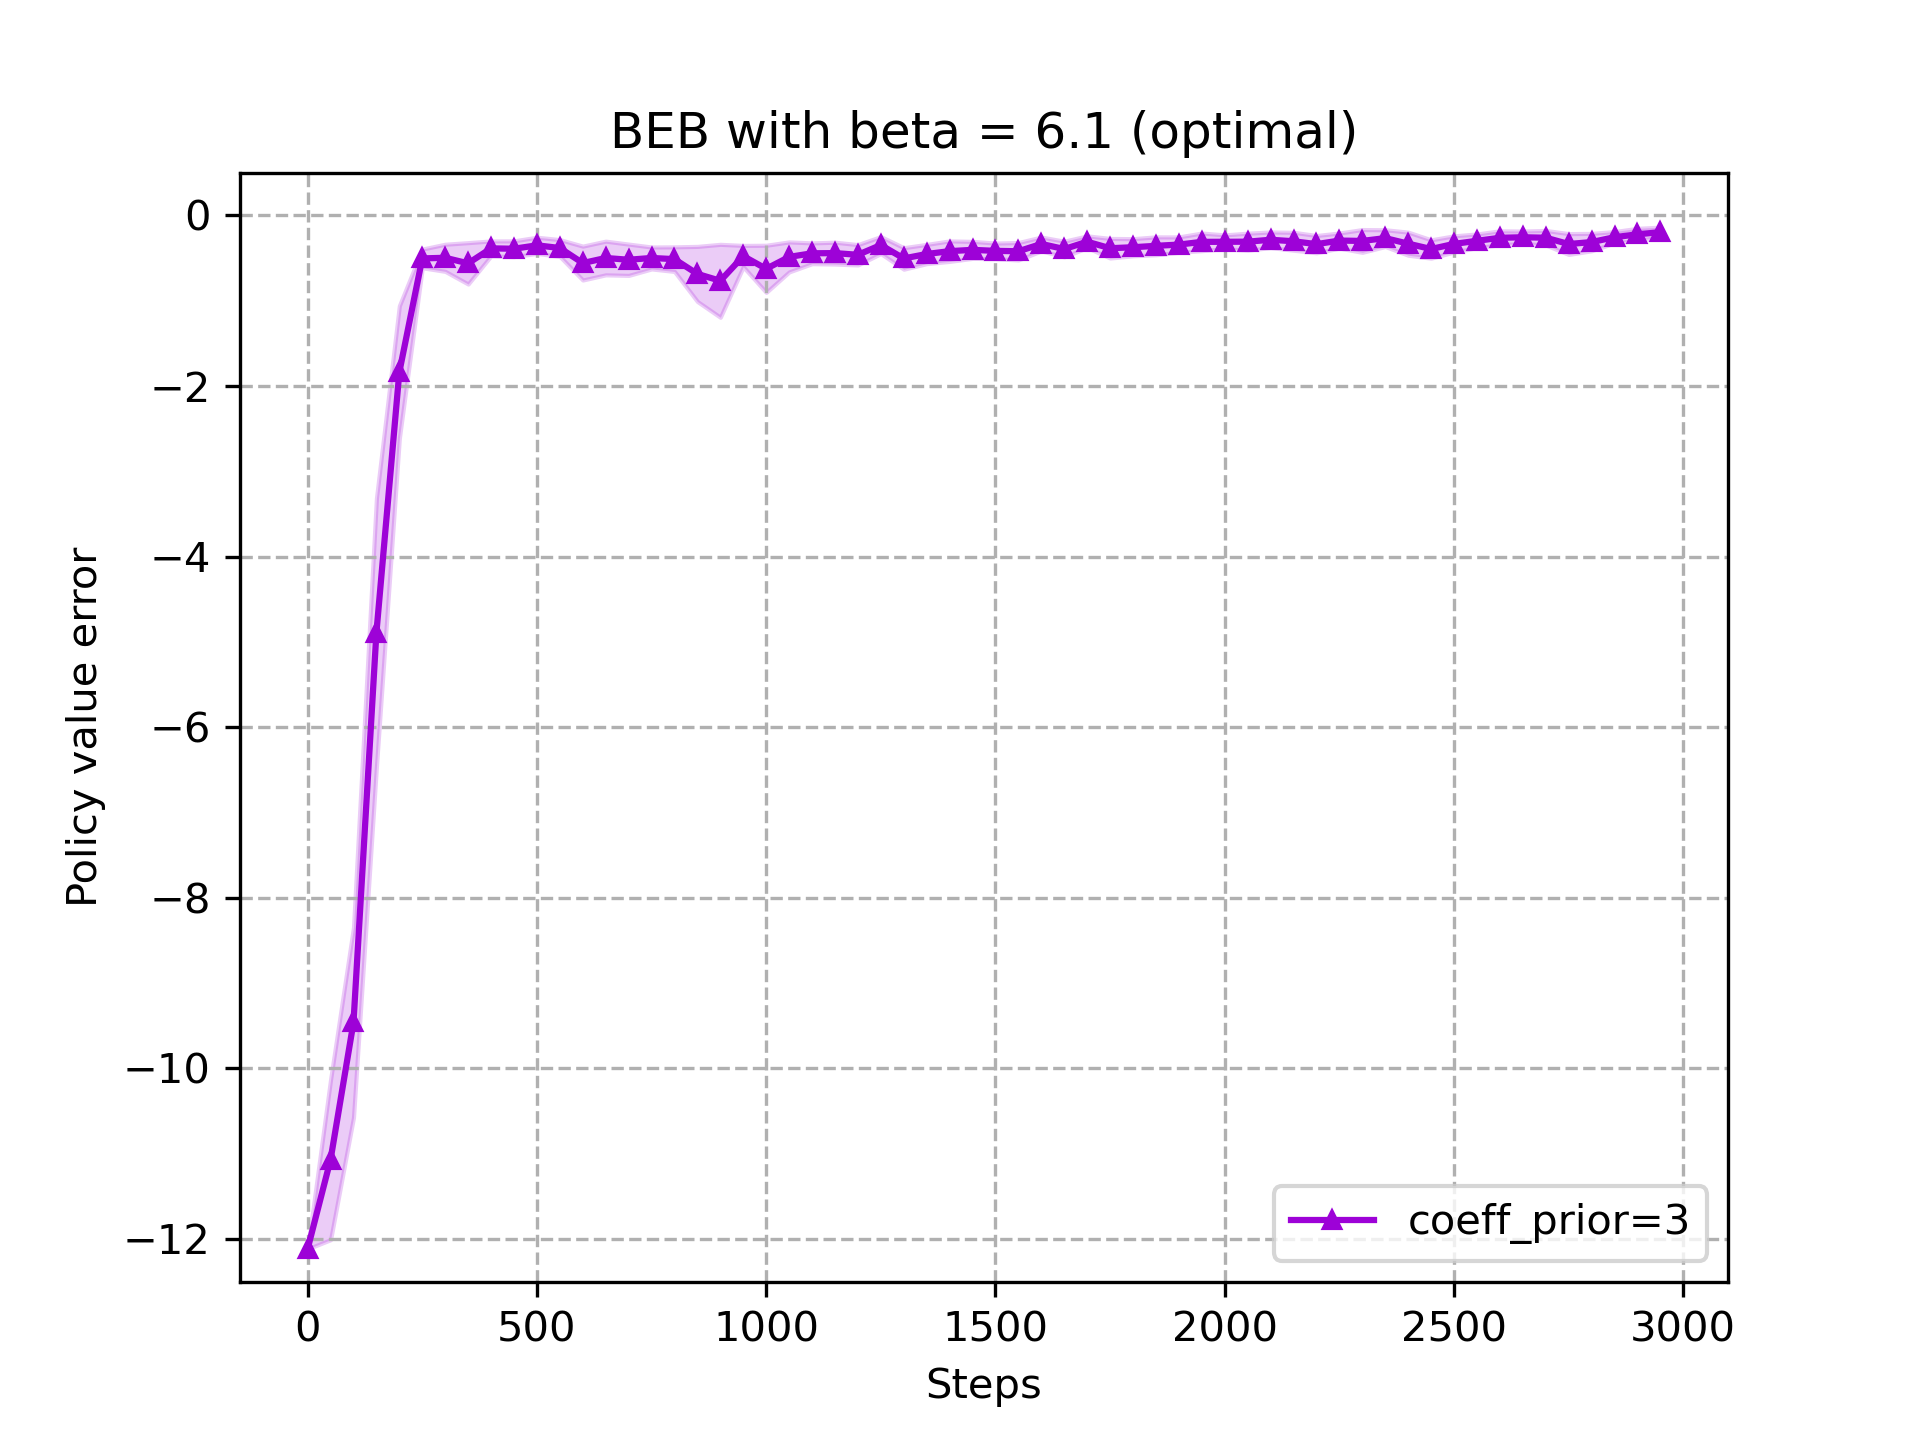 BEB with beta = 6.1 (optimal)
0
−2
−4
−6
−8
−10
−12
Policy value error
coeff_prior=3
0 500 1000 1500 2000 2500 3000
Steps